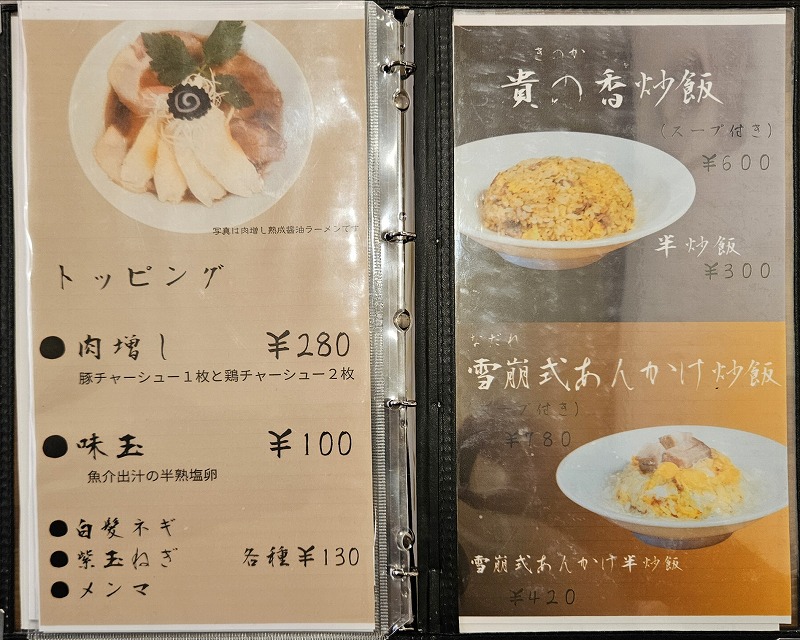 写真は肉増し熟成醤油ラーメンです
トッピング
● 肉増し ￥280
豚チャーシュー１枚と鶏チャーシュー２枚
● 味玉 ￥100
魚介出汁の半熟塩卵
● 白髪ネギ
● 紫玉ねぎ 各種￥130
● メンマ
きのか
貴の香炒飯
(スープ付き)
￥600
半炒飯
￥300
なだれ
雪崩式あんかけ炒飯
プ付き)
￥780
雪崩式あんかけ半炒飯
￥420